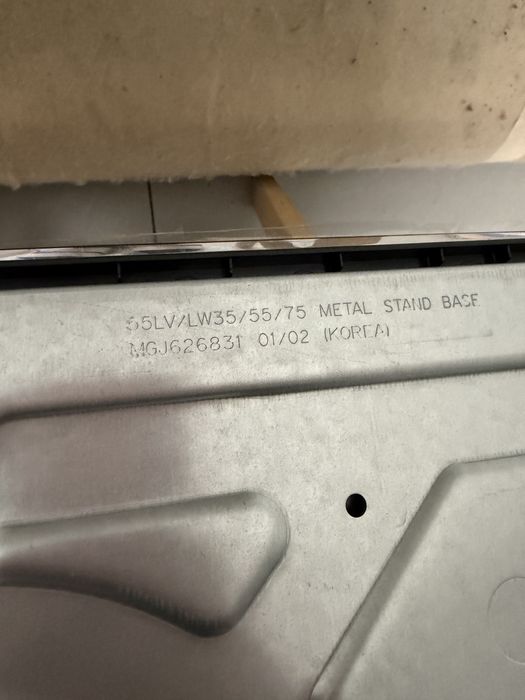 55LV/LW35/55/75 METAL STAND BASE
MGJ626831 01/02 (KOREA)